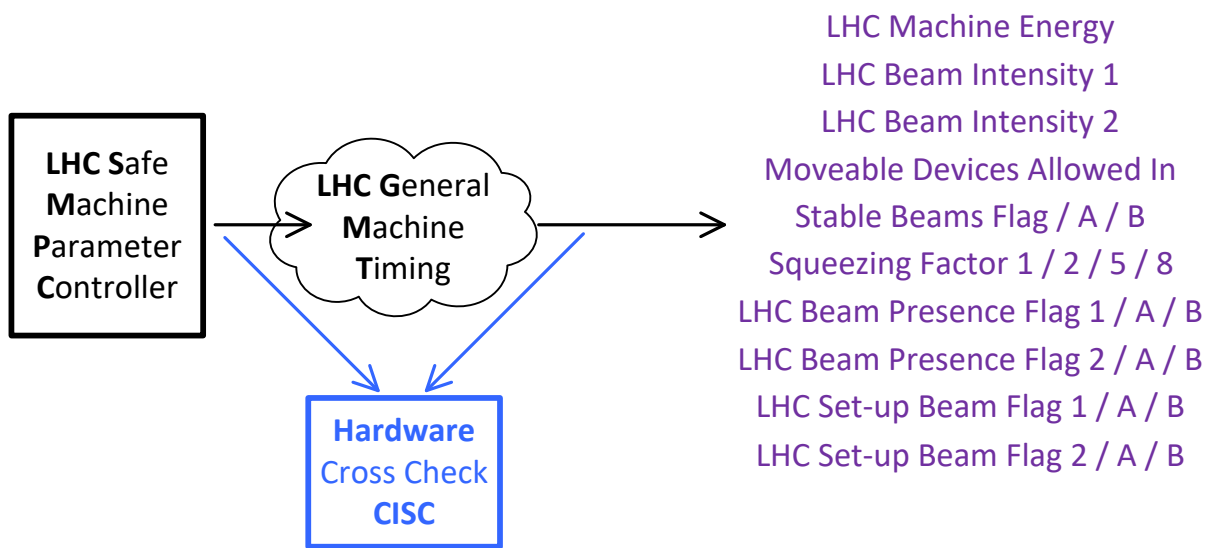 LHC Safe
Machine
Parameter
Controller
LHC General
Machine
Timing
Hardware
Cross Check
CISC
LHC Machine Energy
LHC Beam Intensity 1
LHC Beam Intensity 2
Moveable Devices Allowed In
Stable Beams Flag / A / B
Squeezing Factor 1 / 2 / 5 / 8
LHC Beam Presence Flag 1 / A / B
LHC Beam Presence Flag 2 / A / B
LHC Set-up Beam Flag 1 / A / B
LHC Set-up Beam Flag 2 / A / B